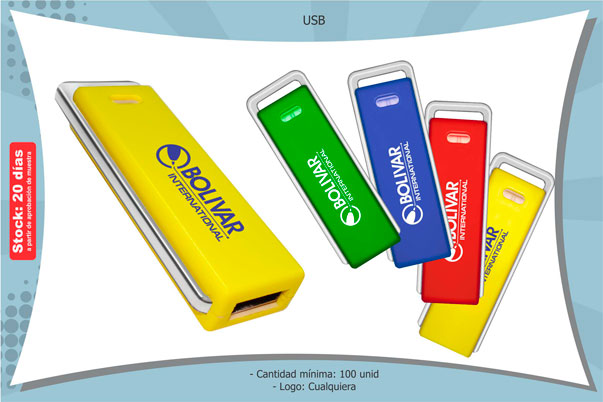 USB
Stock: 20 días
a partir de aprobación de muestra
BOLIVAR
INTERNATIONAL
BOLIVAR
INTERNATIONAL
BOLIVAR
INTERNATIONAL
BOLIVAR
INTERNATIONAL
BOLIVAR
INTERNATIONAL
- Cantidad mínima: 100 unid
- Logo: Cualquiera